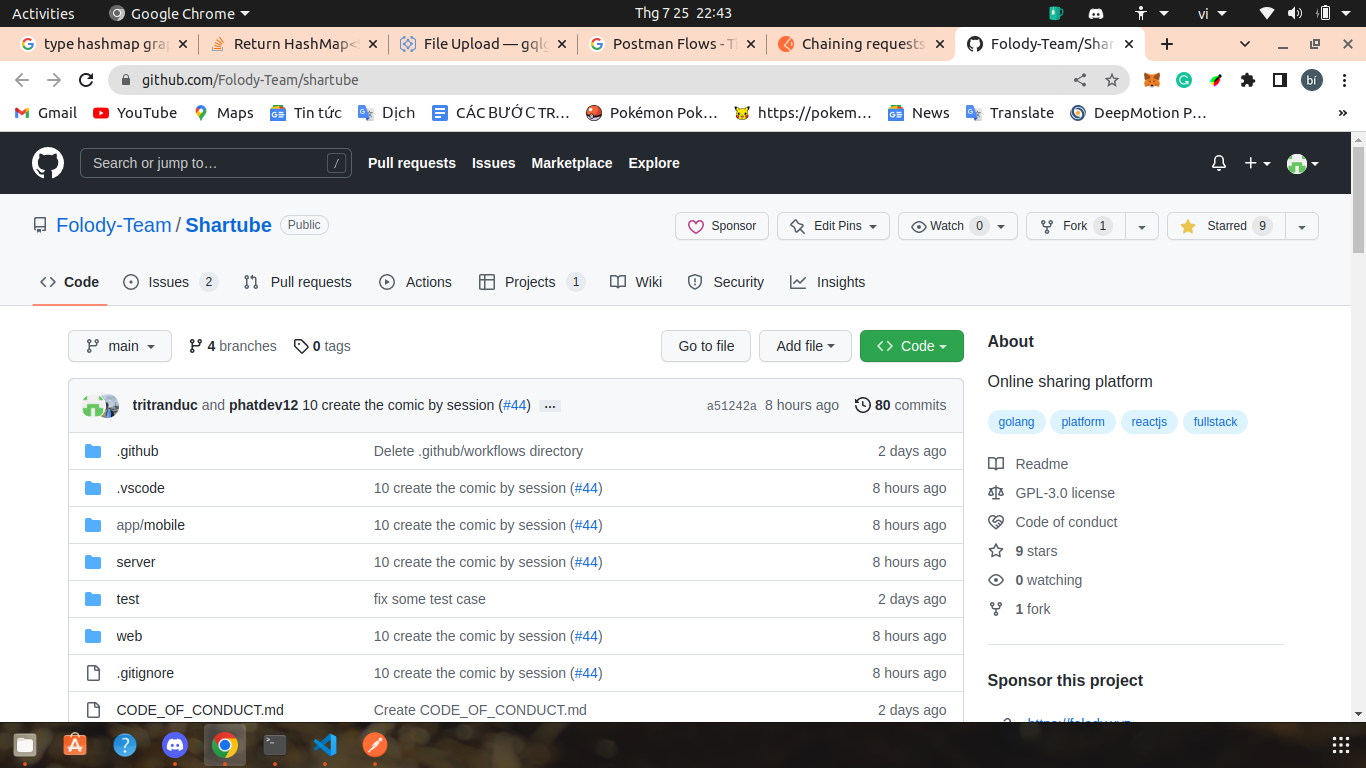 Activities Google Chrome Thg 7 25 22:43 vi
type hashmap gra Return HashMap< File Upload — gqlg Postman Flows - Ti Chaining requests Folody-Team/Shar
github.com/Folody-Team/shartube bí
Gmail YouTube Maps Tin tức Dịch CÁC BƯỚC TR… Pokémon Pok… https://pokem… News Translate DeepMotion P… »
Search or jump to… / Pull requests Issues Marketplace Explore
Folody-Team / Shartube Public Sponsor Edit Pins Watch 0 Fork 1 Starred 9
Code Issues 2 Pull requests Actions Projects 1 Wiki Security Insights
main 4 branches 0 tags Go to file Add file Code
tritranduc and phatdev12 10 create the comic by session (#44) … a51242a 8 hours ago 80 commits
.github Delete .github/workflows directory 2 days ago
.vscode 10 create the comic by session (#44) 8 hours ago
app/mobile 10 create the comic by session (#44) 8 hours ago
server 10 create the comic by session (#44) 8 hours ago
test fix some test case 2 days ago
web 10 create the comic by session (#44) 8 hours ago
.gitignore 10 create the comic by session (#44) 8 hours ago
CODE_OF_CONDUCT.md Create CODE_OF_CONDUCT.md 2 days ago
About
Online sharing platform
golang platform reactjs fullstack
Readme
GPL-3.0 license
Code of conduct
9 stars
0 watching
1 fork
Sponsor this project